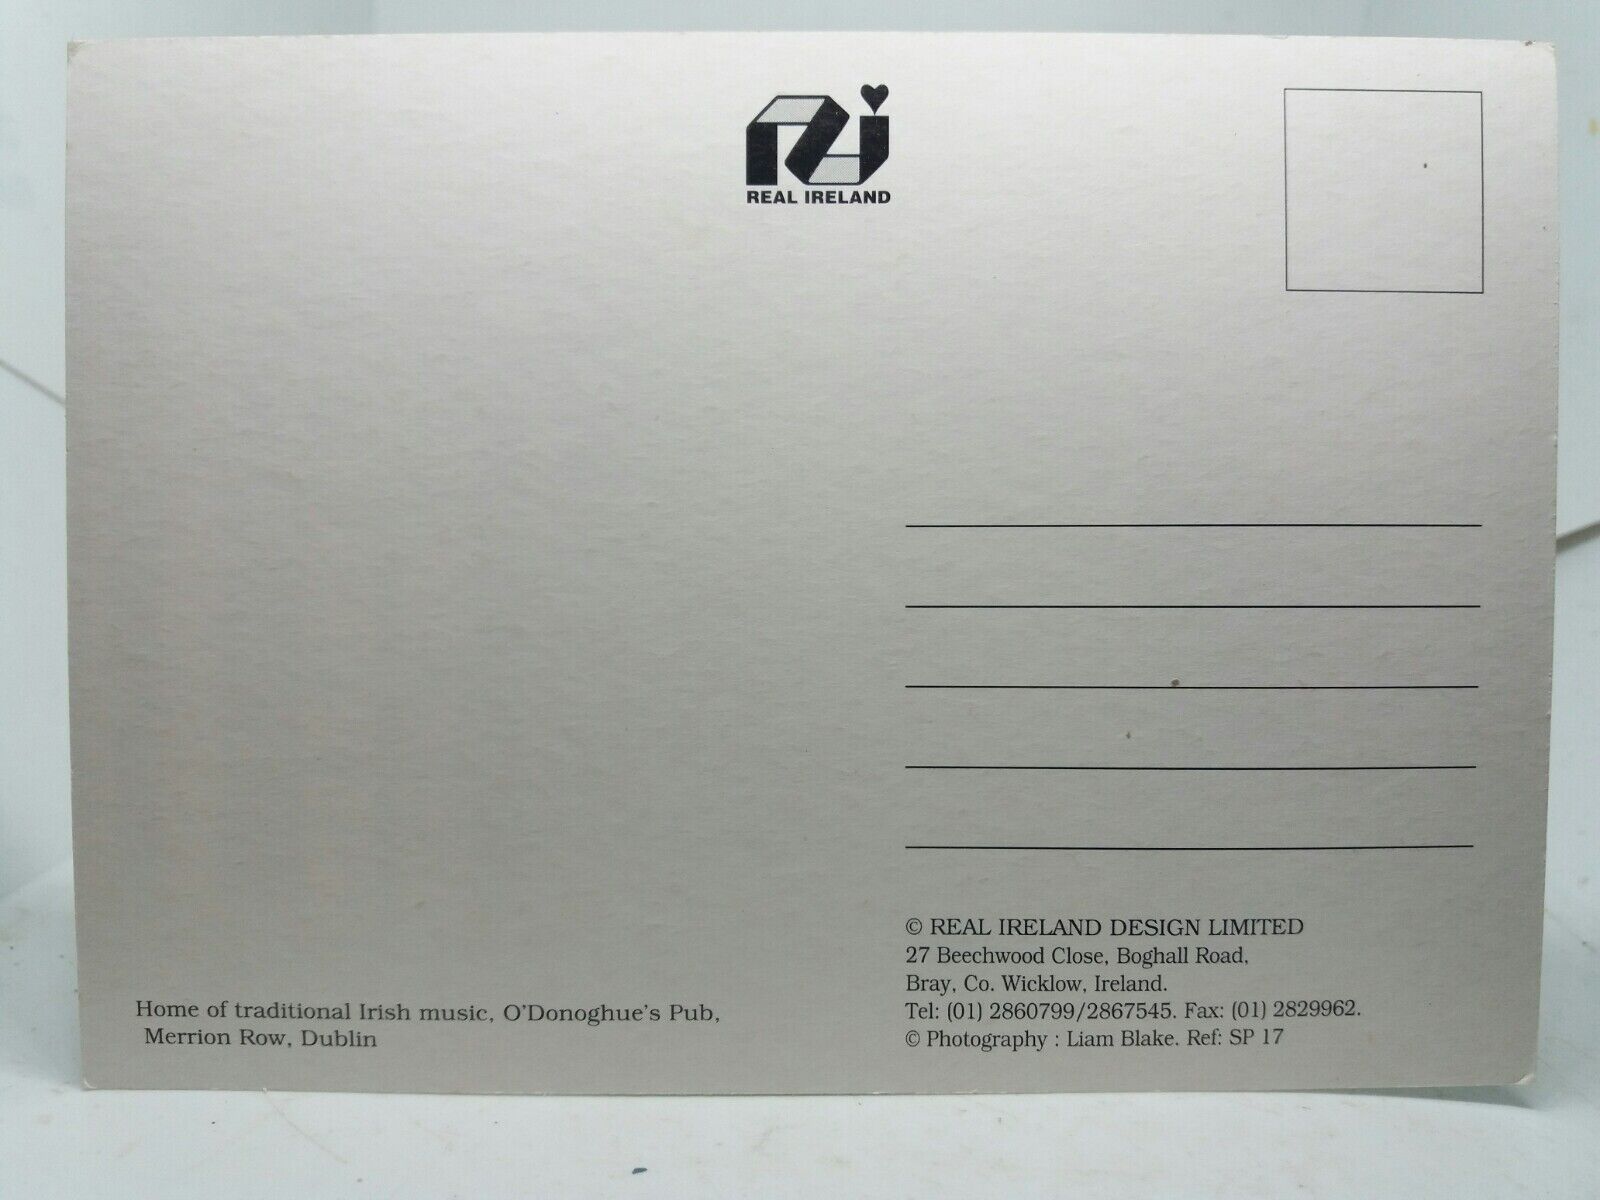 REAL IRELAND
© REAL IRELAND DESIGN LIMITED
27 Beechwood Close, Boghall Road,
Bray, Co. Wicklow, Ireland.
Tel: (01) 2860799/2867545. Fax: (01) 2829962.
© Photography : Liam Blake. Ref: SP 17
Home of traditional Irish music, O'Donoghue's Pub,
Merrion Row, Dublin